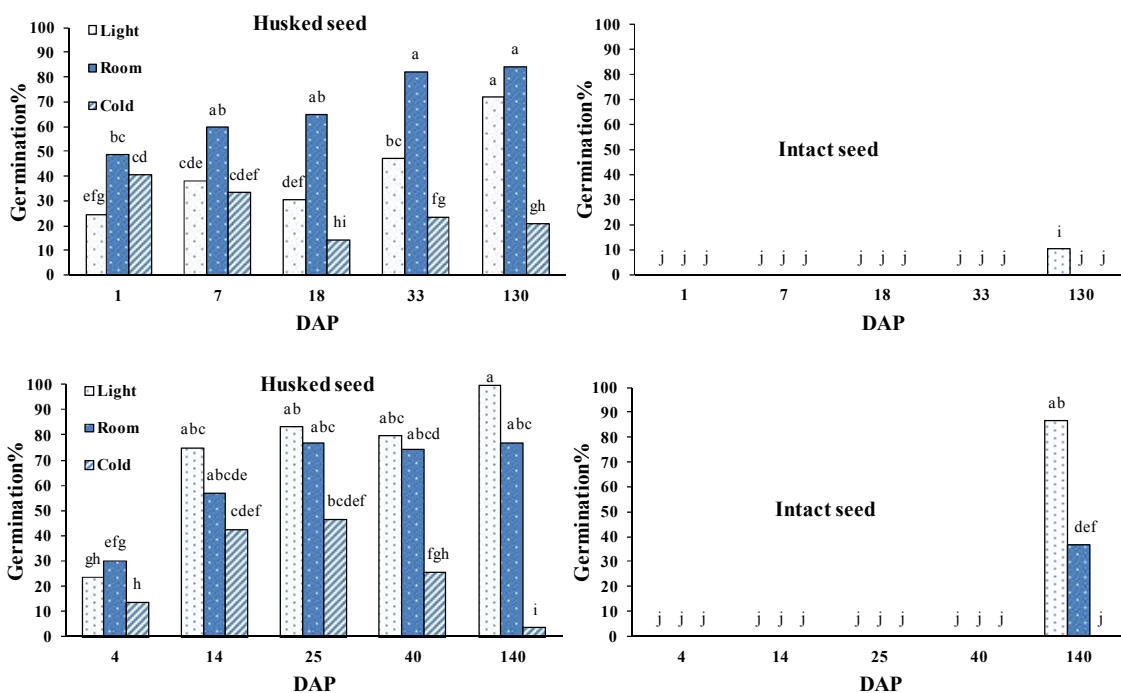 Husked seed
Light
Room
Cold
Germination%
100
90
80
70
60
50
40
30
20
10
0
efg bc cd cde ab cdef def ab hi bc a fg a a gh
1 7 18 33 130
DAP
Intact seed
Germination%
100
90
80
70
60
50
40
30
20
10
0
j j j j j j j j j j j j i j j
1 7 18 33 130
DAP
Husked seed
Light
Room
Cold
Germination%
100
90
80
70
60
50
40
30
20
10
0
gh efg h abc abcde cdef ab abc bcdef abc abcd fgh a abc i
4 14 25 40 140
DAP
Intact seed
Germination%
100
90
80
70
60
50
40
30
20
10
0
j j j j j j j j j j j j ab def j
4 14 25 40 140
DAP